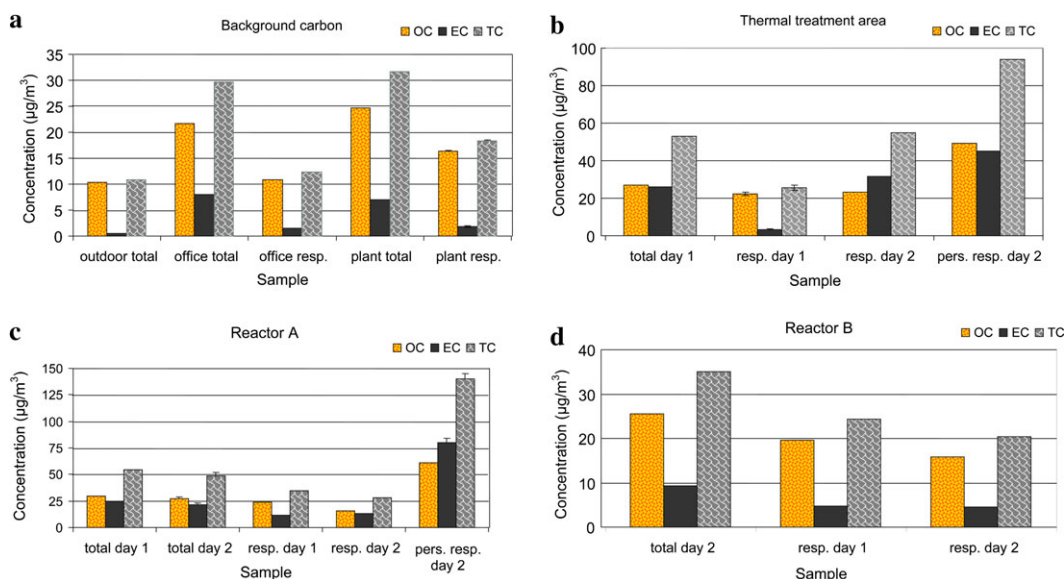 a
Background carbon
OC EC TC
Concentration (µg/m³)
35
30
25
20
15
10
5
0
outdoor total office total office resp. plant total plant resp.
Sample
b
Thermal treatment area
OC EC TC
Concentration (µg/m³)
100
80
60
40
20
0
total day 1 resp. day 1 resp. day 2 pers. resp. day 2
Sample
c
Reactor A
OC EC TC
Concentration (µg/m³)
150
125
100
75
50
25
0
total day 1 total day 2 resp. day 1 resp. day 2 pers. resp.
day 2
Sample
d
Reactor B
OC EC TC
Concentration (µg/m³)
40
30
20
10
0
total day 2 resp. day 1 resp. day 2
Sample